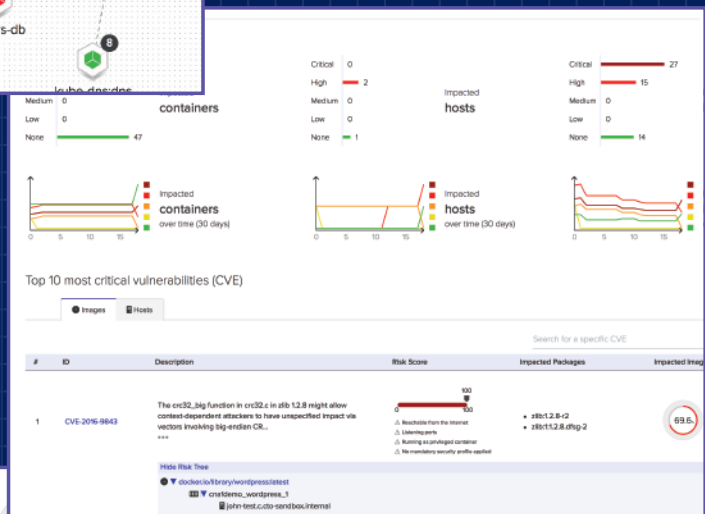 s-db
8
kube-dns:dns
Critical 0
High 2
Medium 0
Low 0
None 1
Critical 27
High 15
Medium 0
Low 0
None 14
Medium 0
Low 0
None 47
containers
Impacted
hosts
Impacted
containers
over time (30 days)
Impacted
hosts
over time (30 days)
0 5 10 15
0 5 10 15
0 5 10 15
Top 10 most critical vulnerabilities (CVE)
Images Hosts
Search for a specific CVE
# ID Description Risk Score Impacted Packages Impacted Imag
1 CVE-2016-9843
The crc32_big function in crc32.c in zlib 1.2.8 might allow
context-dependent attackers to have unspecified impact via
vectors involving big-endian CR...
100
0 100
Reachable from the internet
Listening ports
Running as privileged container
No mandatory security profile applied
zlib:1.2.8-r2
zlib:1:1.2.8.dfsg-2
69.6
Hide Risk Tree
docker.io/library/wordpress:latest
cnsfdemo_wordpress_1
john-test.c.cto-sandbox.internal